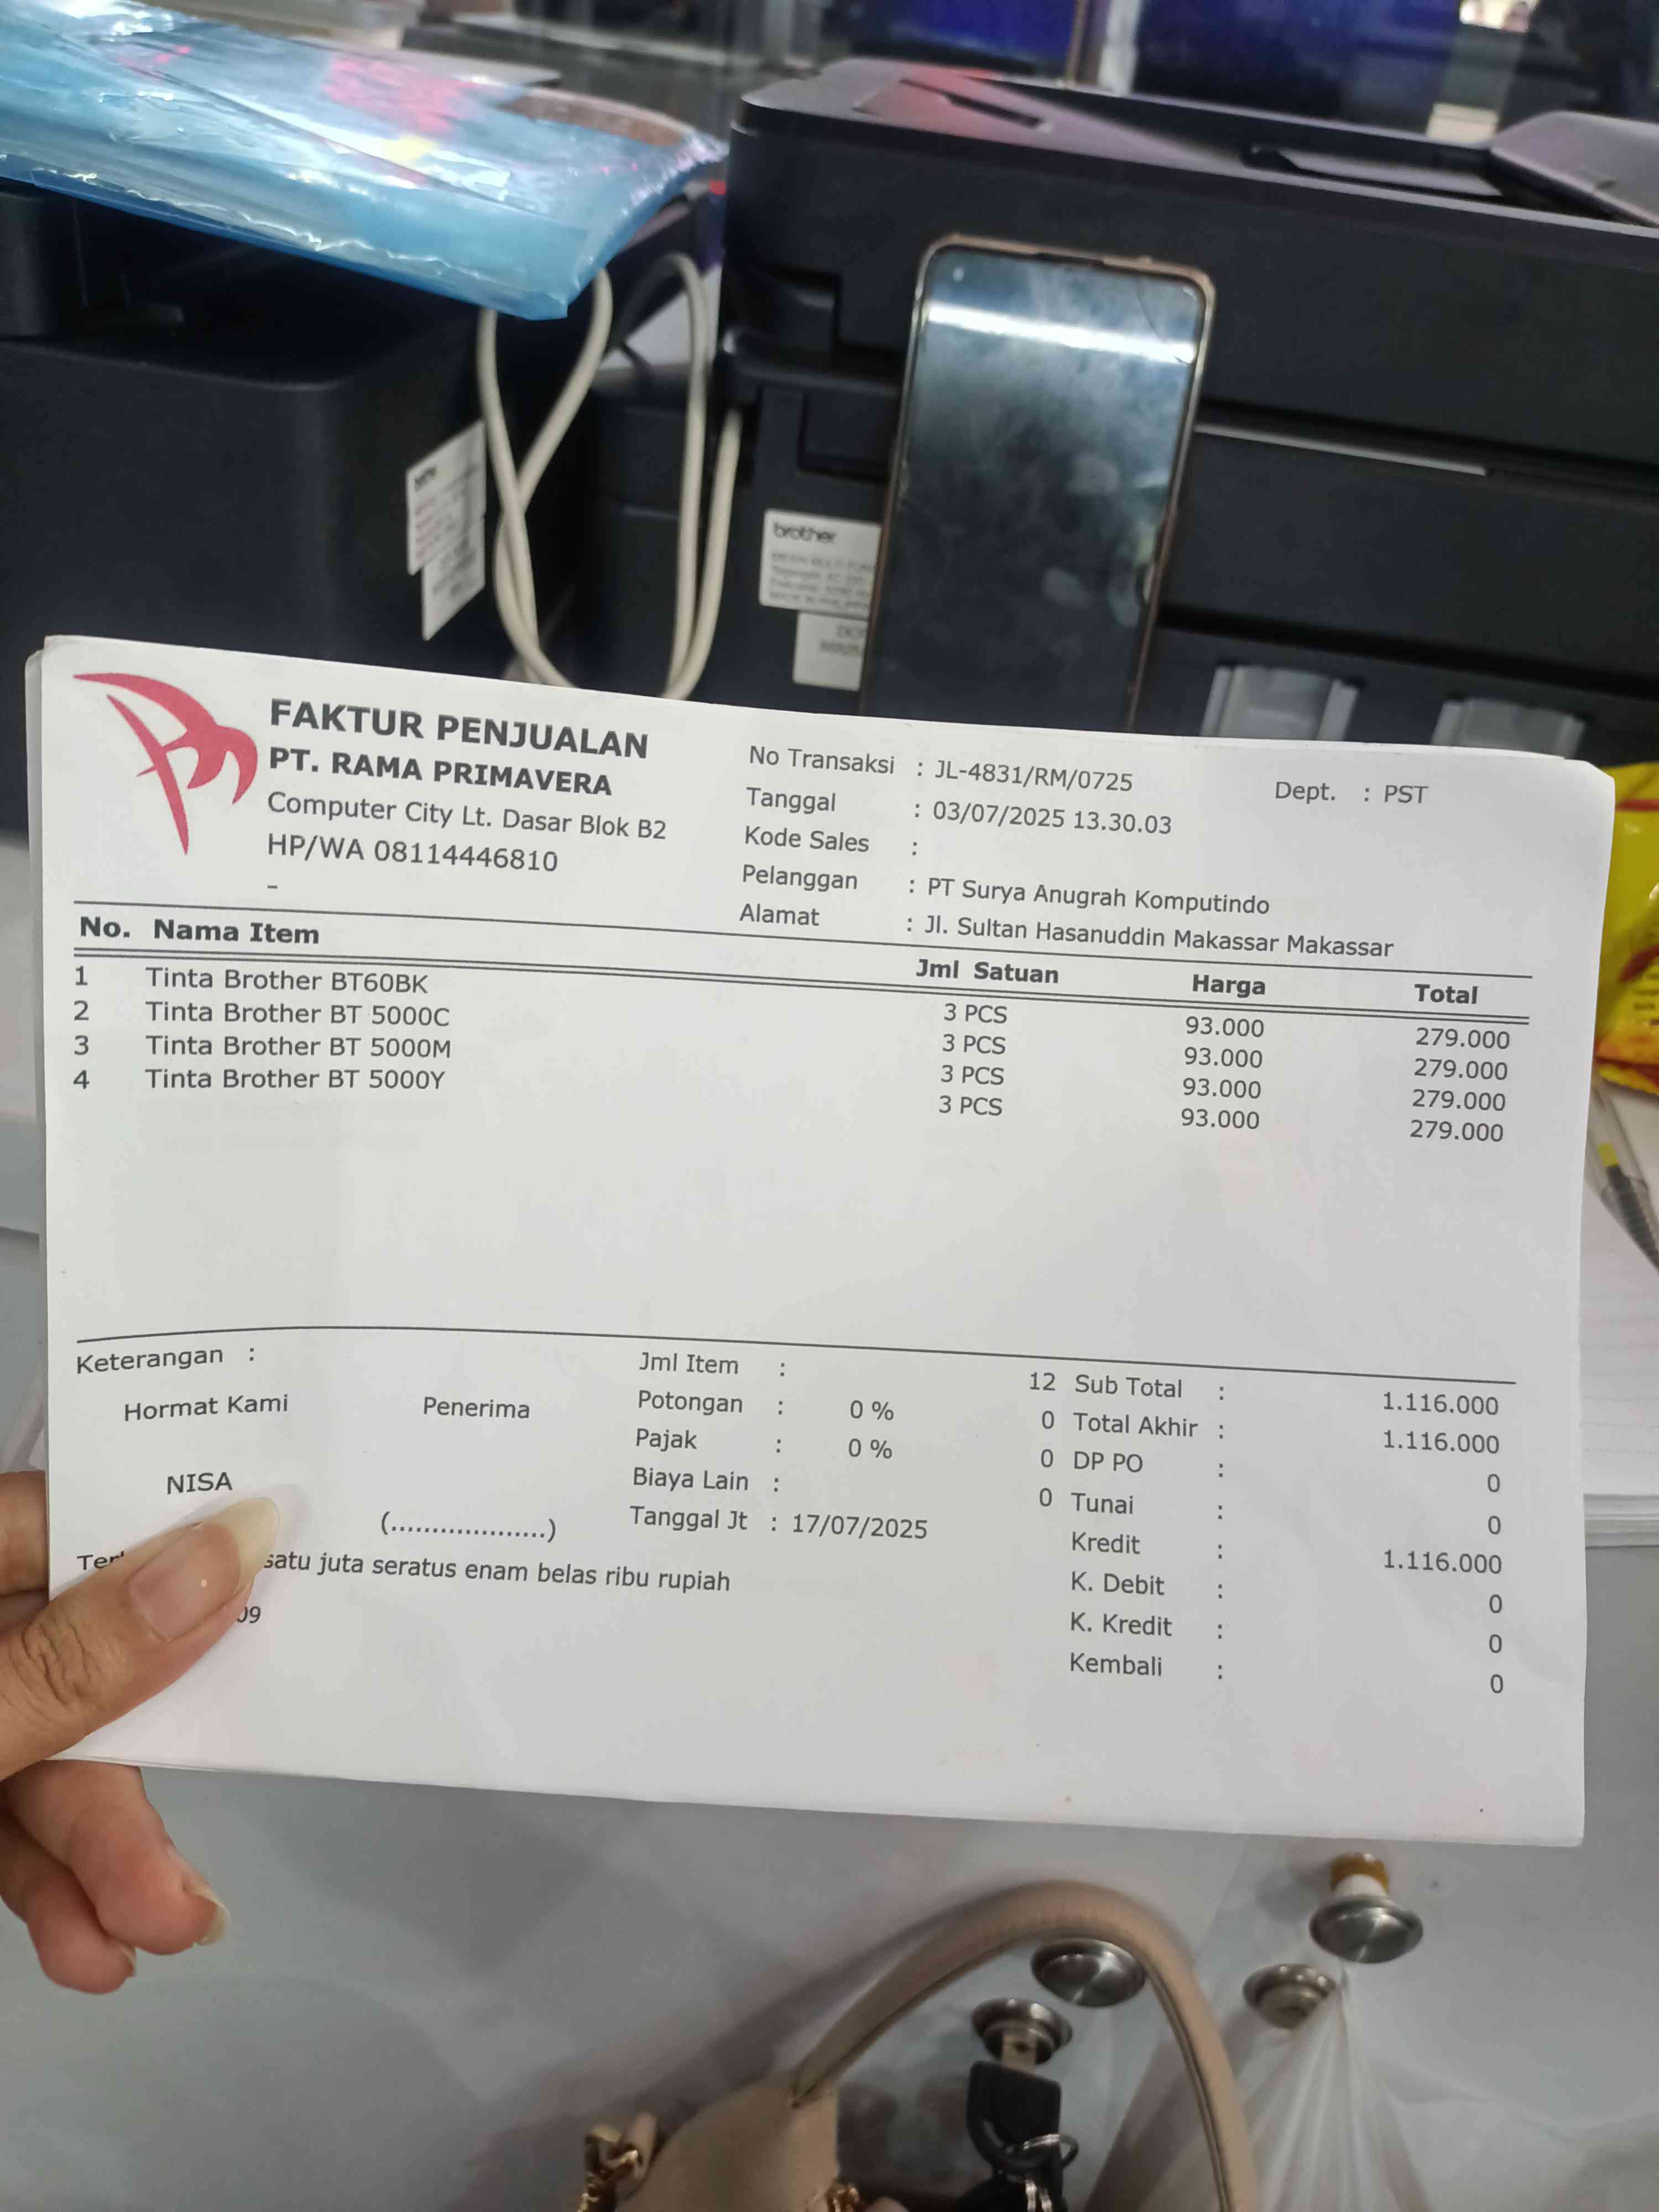 brother
FAKTUR PENJUALAN
PT. RAMA PRIMAVERA
Computer City Lt. Dasar Blok B2
HP/WA 08114446810
-
No Transaksi : JL-4831/RM/0725 Dept. : PST
Tanggal : 03/07/2025 13.30.03
Kode Sales :
Pelanggan : PT Surya Anugrah Komputindo
Alamat : Jl. Sultan Hasanuddin Makassar Makassar
No. Nama Item Jml Satuan Harga Total
1 Tinta Brother BT60BK 3 PCS 93.000 279.000
2 Tinta Brother BT 5000C 3 PCS 93.000 279.000
3 Tinta Brother BT 5000M 3 PCS 93.000 279.000
4 Tinta Brother BT 5000Y 3 PCS 93.000 279.000
Keterangan :
Hormat Kami Penerima
NISA
(...................)
Jml Item : 12
Potongan : 0 % 0
Pajak : 0 % 0
Biaya Lain : 0
Tanggal Jt : 17/07/2025
Sub Total : 1.116.000
Total Akhir : 1.116.000
DP PO : 0
Tunai : 0
Kredit : 1.116.000
K. Debit : 0
K. Kredit : 0
Kembali : 0
satu juta seratus enam belas ribu rupiah
09